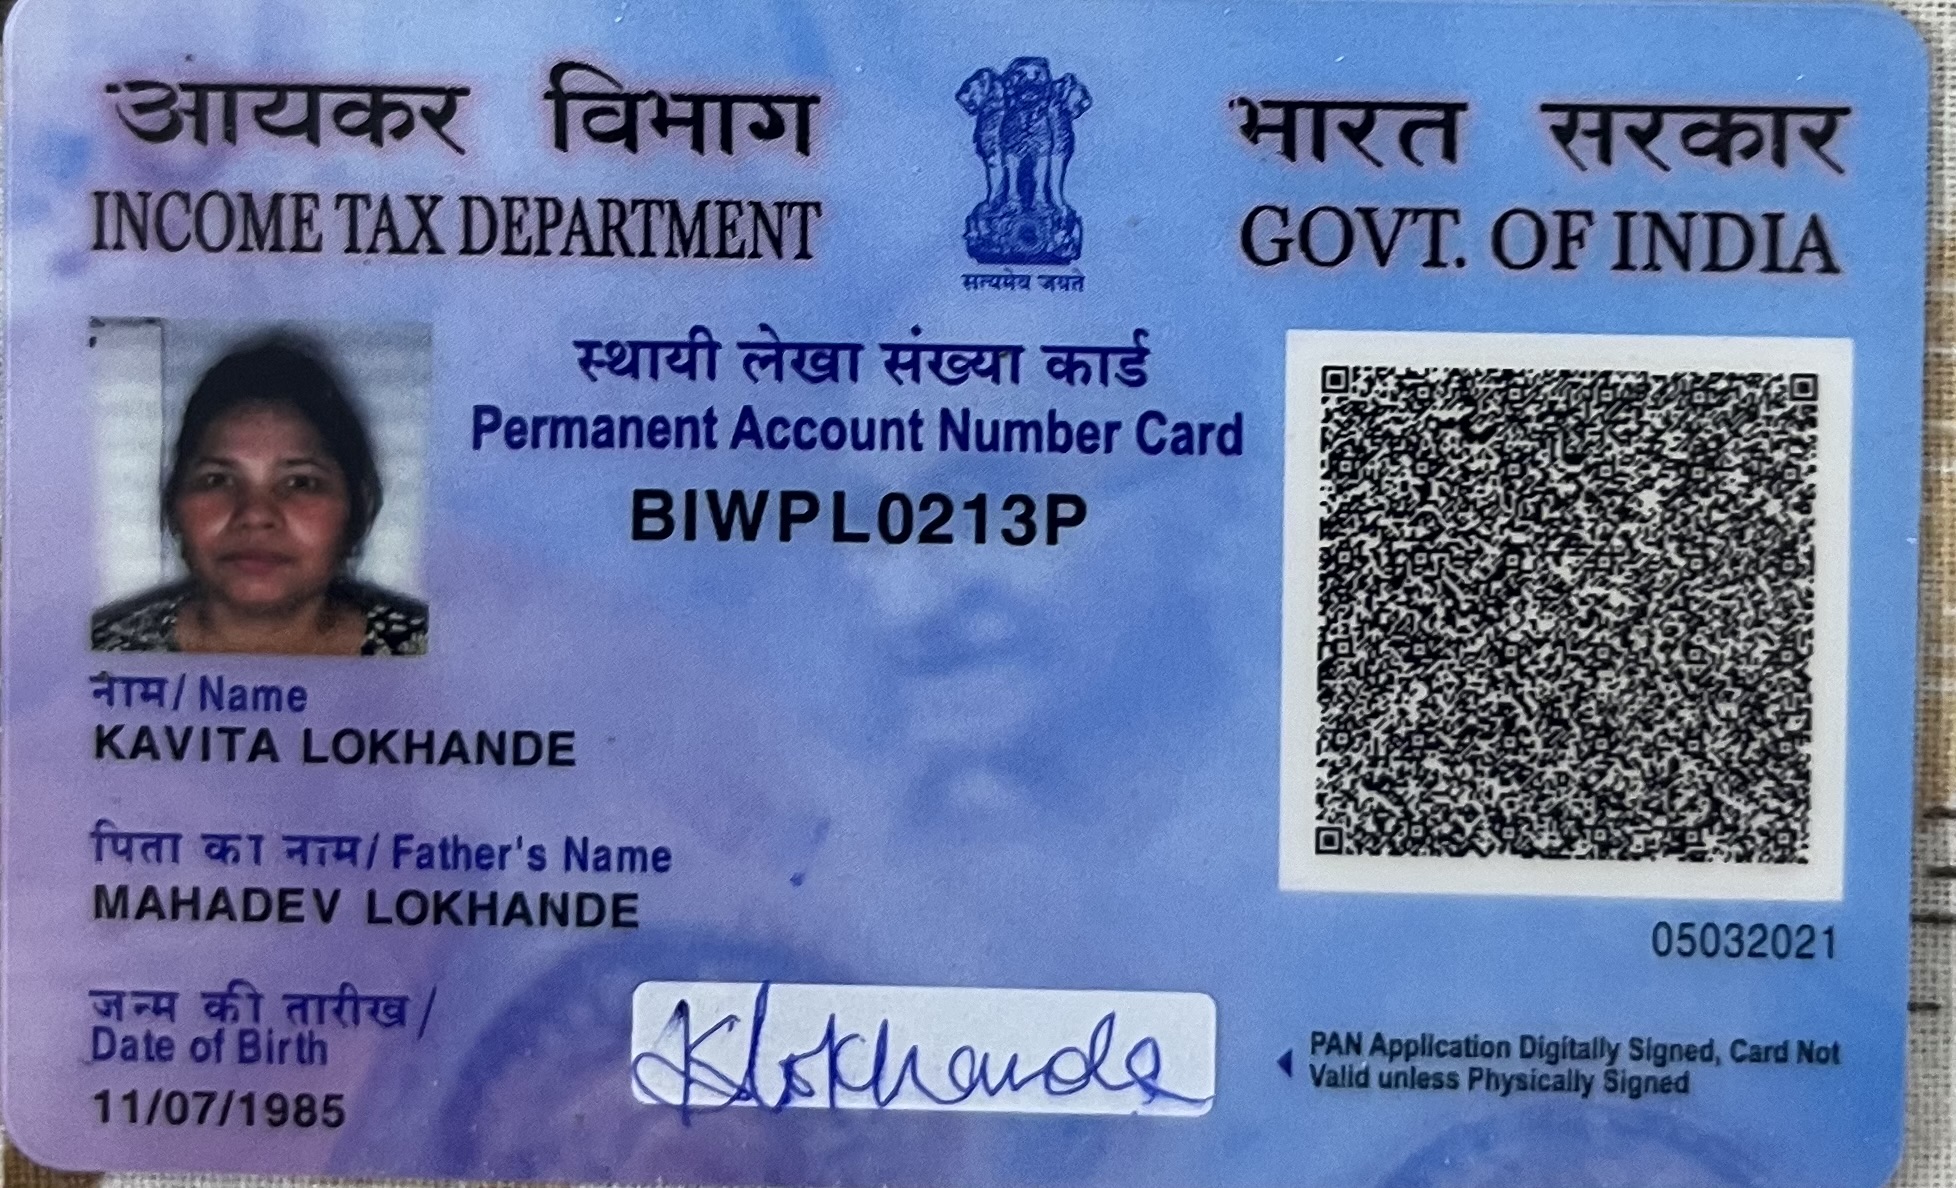 आयकर विभाग
INCOME TAX DEPARTMENT
सत्यमेव जयते
भारत सरकार
GOVT. OF INDIA
स्थायी लेखा संख्या कार्ड
Permanent Account Number Card
BIWPL0213P
नाम/ Name
KAVITA LOKHANDE
पिता का नाम/ Father's Name
MAHADEV LOKHANDE
05032021
जन्म की तारीख/
Date of Birth
11/07/1985
Klokhande
PAN Application Digitally Signed, Card Not
Valid unless Physically Signed